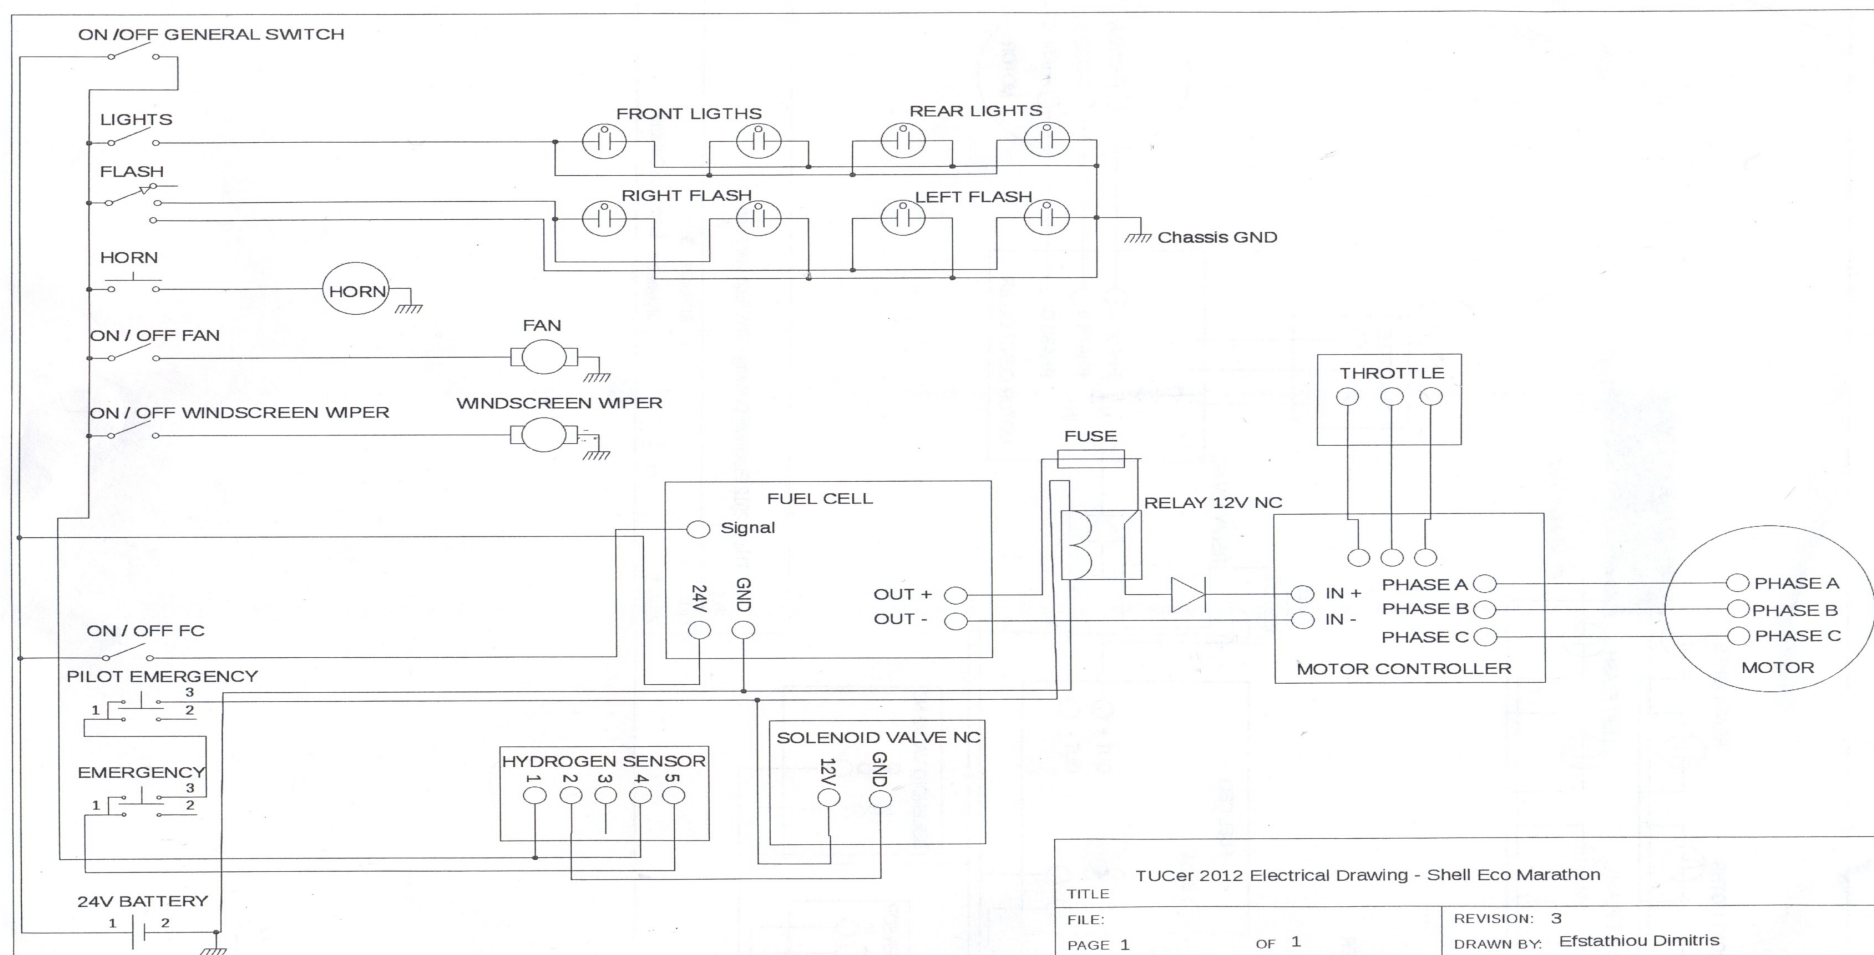 ON /OFF GENERAL SWITCH
LIGHTS
FRONT LIGTHS
REAR LIGHTS
FLASH
RIGHT FLASH
LEFT FLASH
Chassis GND
HORN
HORN
ON / OFF FAN
FAN
ON / OFF WINDSCREEN WIPER
WINDSCREEN WIPER
THROTTLE
FUSE
RELAY 12V NC
FUEL CELL
Signal
24V
GND
OUT +
OUT -
IN +
IN -
PHASE A
PHASE B
PHASE C
MOTOR CONTROLLER
PHASE A
PHASE B
PHASE C
MOTOR
ON / OFF FC
PILOT EMERGENCY
3
1
2
EMERGENCY
3
1
2
HYDROGEN SENSOR
1 2 3 4 5
SOLENOID VALVE NC
12V
GND
24V BATTERY
1 2
TUCer 2012 Electrical Drawing - Shell Eco Marathon
TITLE
FILE:
REVISION: 3
PAGE 1 OF 1
DRAWN BY: Efstathiou Dimitris